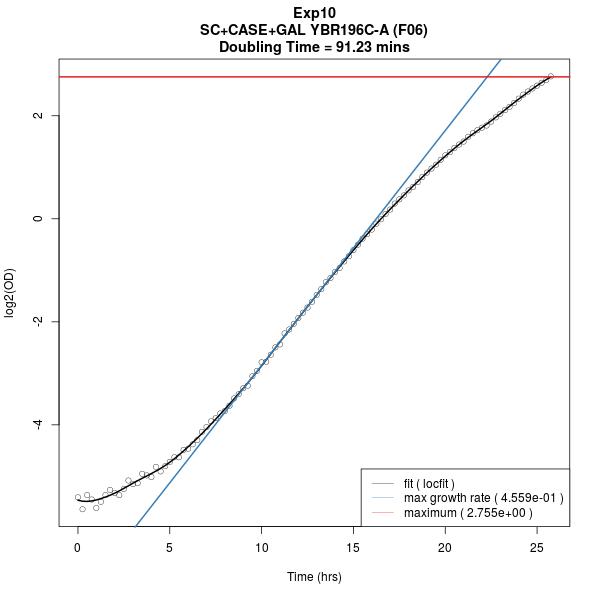 Exp10
SC+CASE+GAL YBR196C-A (F06)
Doubling Time = 91.23 mins
log2(OD)
2
0
-2
-4
fit ( locfit )
max growth rate ( 4.559e-01 )
maximum ( 2.755e+00 )
0 5 10 15 20 25
Time (hrs)